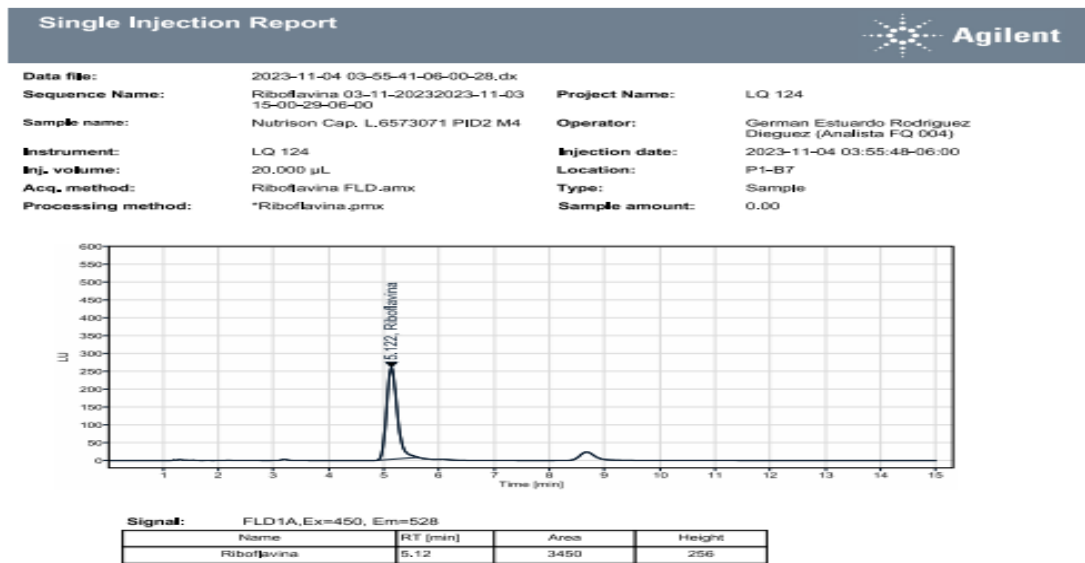 Single Injection Report
Agilent
Data file: 2023-11-04 03-55-41-06-00-28.dx
Sequence Name: Riboflavina 03-11-20232023-11-03 15-00-29-06-00 Project Name: LQ 124
Sample name: Nutrison Cap. L.6573071 PID2 M4 Operator: German Estuardo Rodriguez Dieguez (Analista FQ 004)
Instrument: LQ 124 Injection date: 2023-11-04 03:55:48-06:00
Inj. volume: 20.000 µL Location: P1-B7
Acq. method: Riboflavina FLD.amx Type: Sample
Processing method: *Riboflavina.pmx Sample amount: 0.00
600
550
500
450
400
350
300
250
200
150
100
50
0
LU
5.122, Riboflavina
1 2 3 4 5 6 7 8 9 10 11 12 13 14 15
Time [min]
Signal: FLD1A,Ex=450, Em=528
Name RT [min] Area Height
Riboflavina 5.12 3450 256